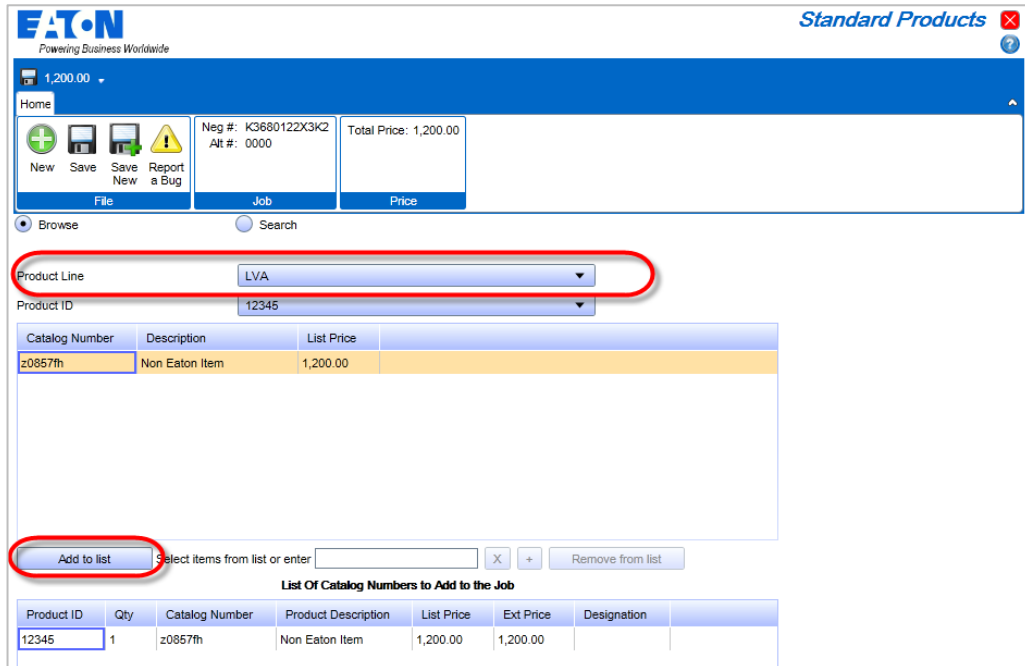 EATON
Powering Business Worldwide
Standard Products
1,200.00
Home
New
Save
Save New
Report a Bug
File
Neg #: K3680122X3K2
Alt #: 0000
Job
Total Price: 1,200.00
Price
Browse
Search
Product Line
LVA
Product ID
12345
Catalog Number Description List Price
z0857fh Non Eaton Item 1,200.00
Add to list Select items from list or enter X + Remove from list
List Of Catalog Numbers to Add to the Job
Product ID Qty Catalog Number Product Description List Price Ext Price Designation
12345 1 z0857fh Non Eaton Item 1,200.00 1,200.00